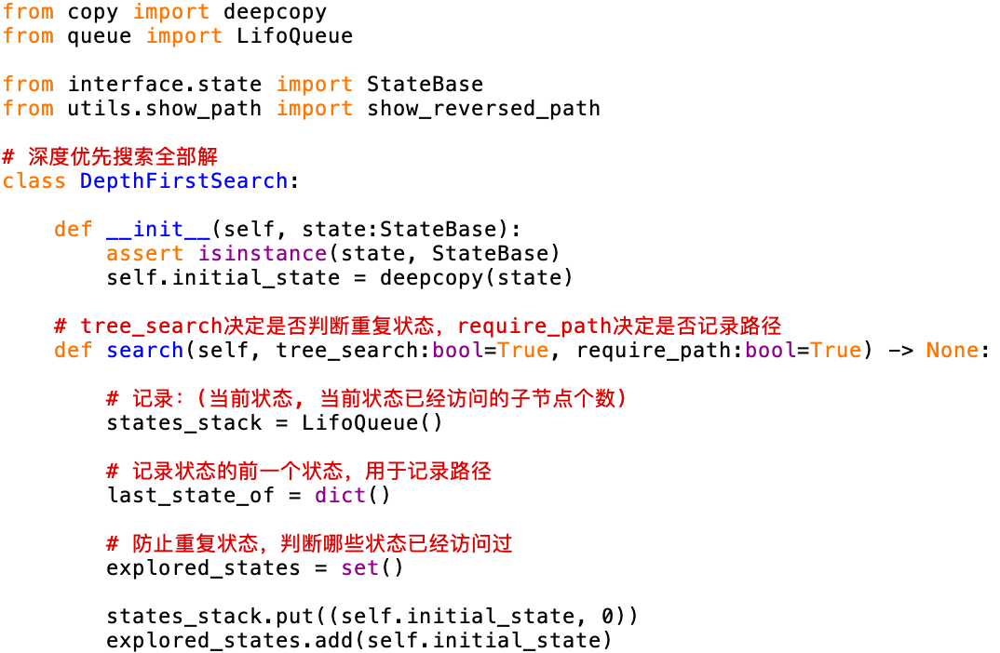 from copy import deepcopy
from queue import LifoQueue

from interface.state import StateBase
from utils.show_path import show_reversed_path

# 深度优先搜索全部解
class DepthFirstSearch:

    def __init__(self, state:StateBase):
        assert isinstance(state, StateBase)
        self.initial_state = deepcopy(state)

    # tree_search决定是否判断重复状态，require_path决定是否记录路径
    def search(self, tree_search:bool=True, require_path:bool=True) -> None:

        # 记录：(当前状态, 当前状态已经访问的子节点个数)
        states_stack = LifoQueue()

        # 记录状态的前一个状态，用于记录路径
        last_state_of = dict()

        # 防止重复状态，判断哪些状态已经访问过
        explored_states = set()

        states_stack.put((self.initial_state, 0))
        explored_states.add(self.initial_state)